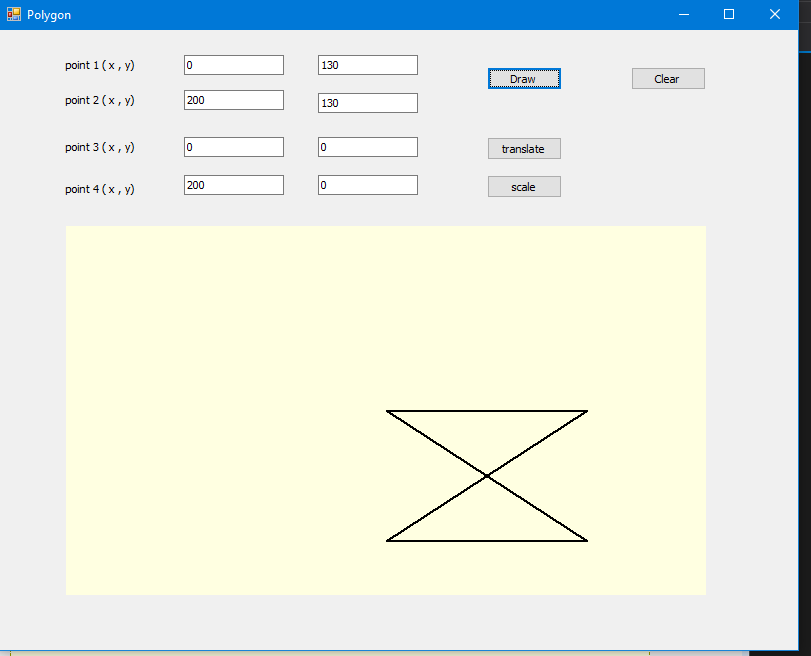 Polygon
point 1 ( x , y) 0 130 Draw Clear
point 2 ( x , y) 200 130
point 3 ( x , y) 0 0 translate
point 4 ( x , y) 200 0 scale